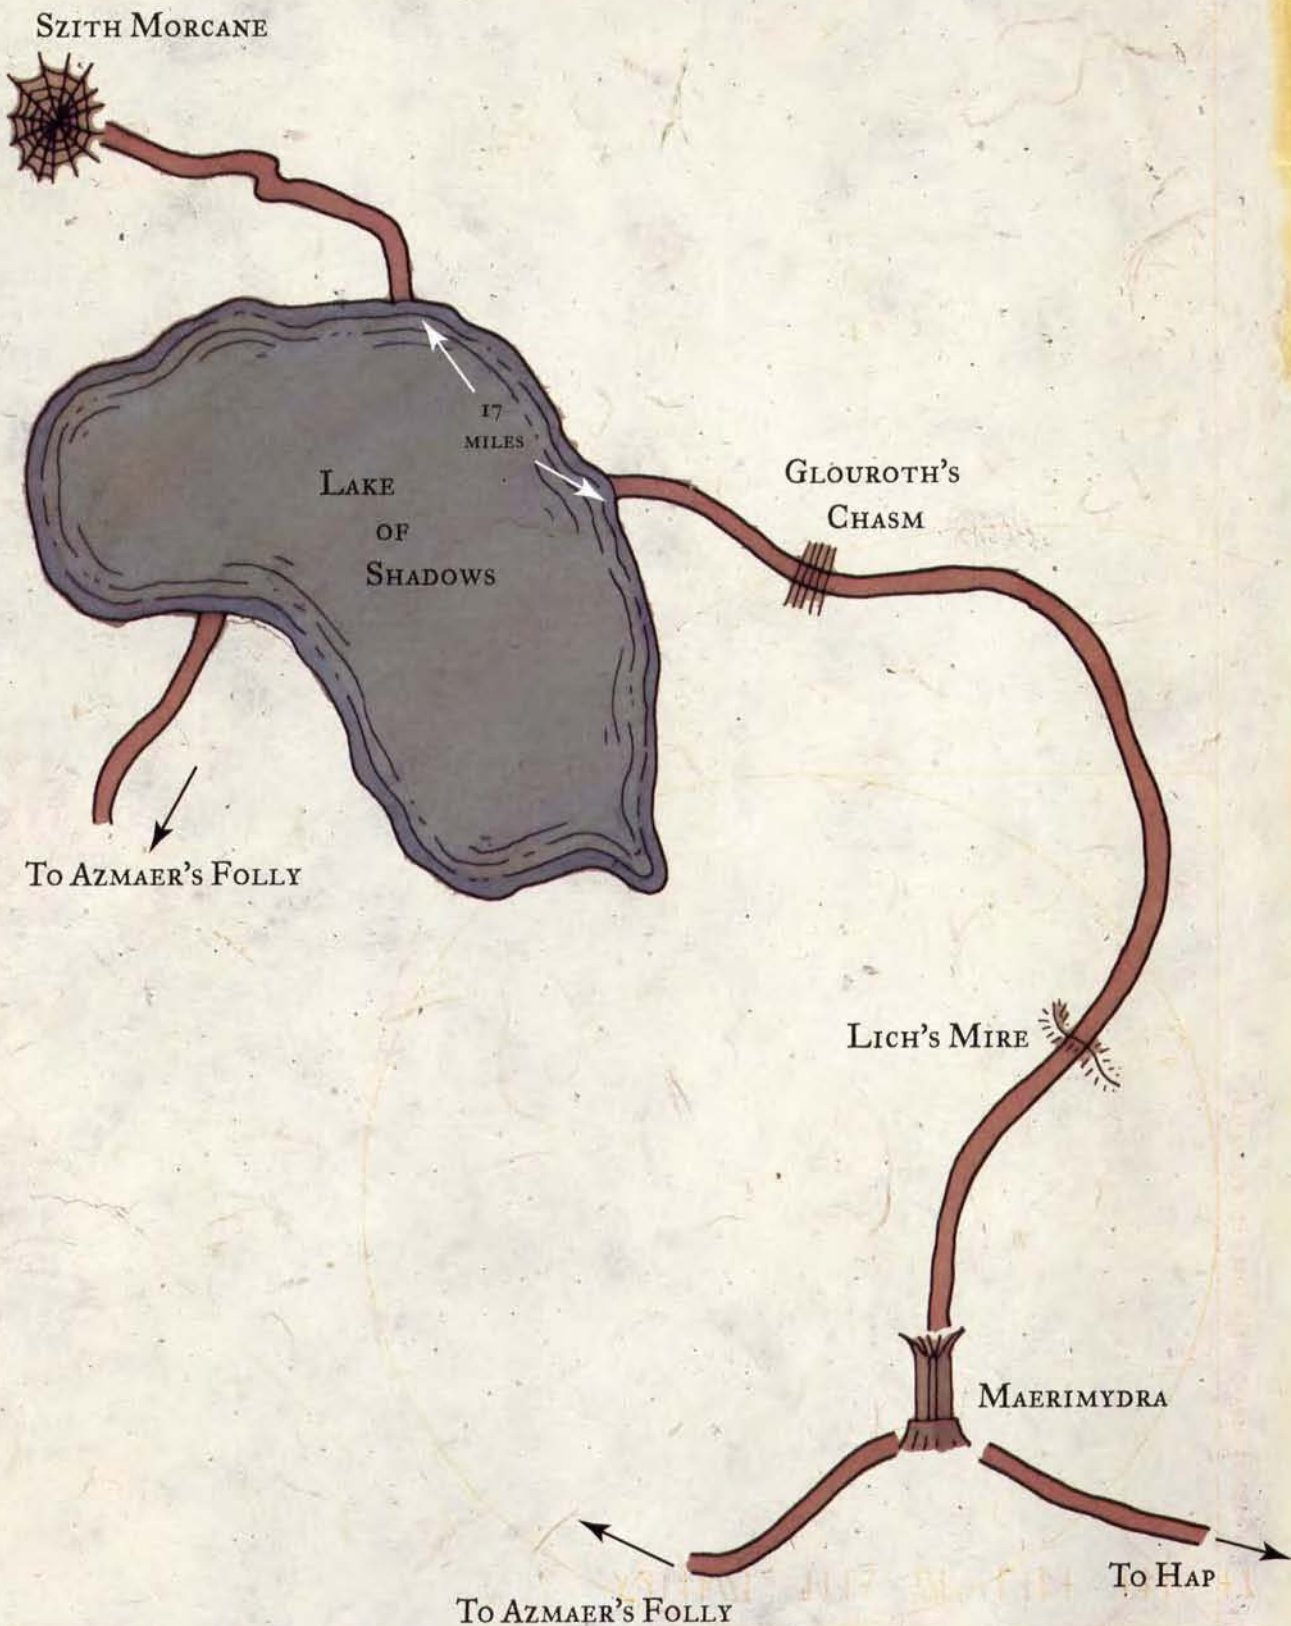 SZITH MORCANE
17
MILES
LAKE
OF
SHADOWS
GLOUROTH'S
CHASM
TO AZMAER'S FOLLY
LICH'S MIRE
MAERIMYDRA
TO HAP
TO AZMAER'S FOLLY